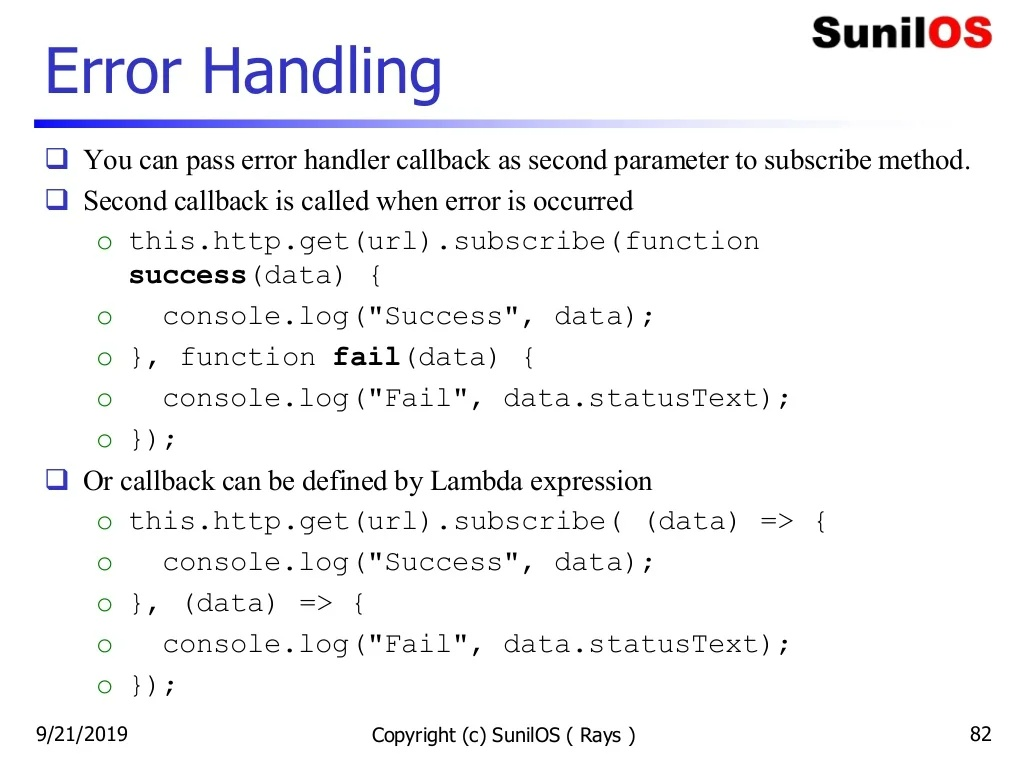 SunilOS
Error Handling
You can pass error handler callback as second parameter to subscribe method.
Second callback is called when error is occurred
this.http.get(url).subscribe(function
success(data) {
console.log("Success", data);
}, function fail(data) {
console.log("Fail", data.statusText);
});
Or callback can be defined by Lambda expression
this.http.get(url).subscribe( (data) => {
console.log("Success", data);
}, (data) => {
console.log("Fail", data.statusText);
});
9/21/2019
Copyright (c) SunilOS ( Rays )
82